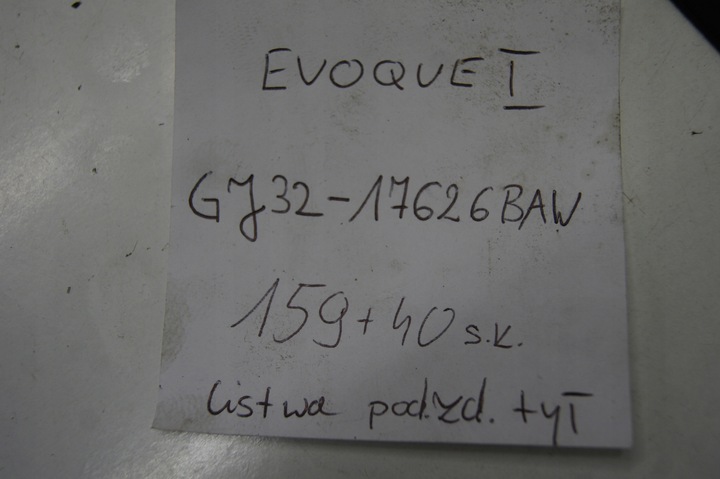 EVOQUE I
GJ32-17626BAW
159+40 s.k.
listwa pod.zd. tył